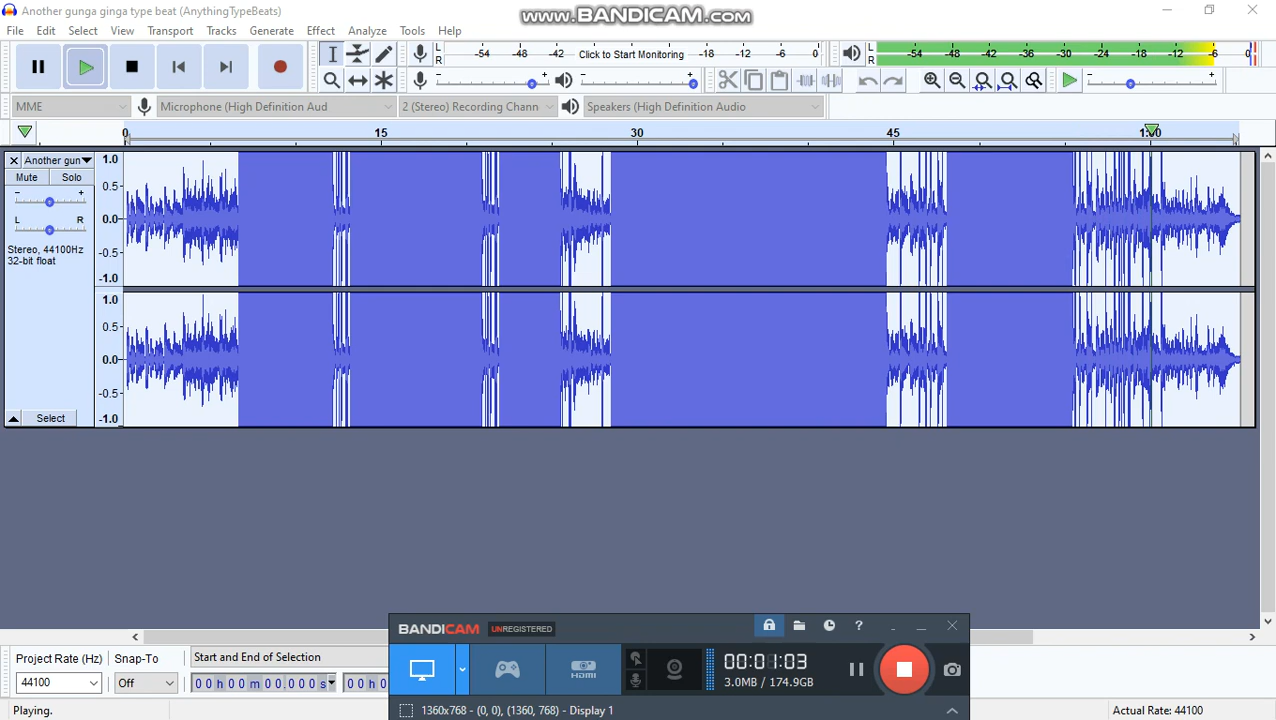 Another gunga ginga type beat (AnythingTypeBeats)
www.BANDICAM.com
File Edit Select View Transport Tracks Generate Effect Analyze Tools Help
L R -54 -48 -42 Click to Start Monitoring -18 -12 -6 0
L R -54 -48 -42 -36 -30 -24 -18 -12 -6 0
MME Microphone (High Definition Aud 2 (Stereo) Recording Chann Speakers (High Definition Audio
0 15 30 45 1:00
Another gun
Mute Solo
- +
L R
Stereo, 44100Hz
32-bit float
Select
1.0
0.5
0.0
-0.5
-1.0
1.0
0.5
0.0
-0.5
-1.0
BANDICAM UNREGISTERED
HDMI
00:01:03
3.0MB / 174.9GB
1360x768 - (0, 0), (1360, 768) - Display 1
Project Rate (Hz) Snap-To Start and End of Selection
44100 Off 00h00m00.000s 00h0
Playing. Actual Rate: 44100